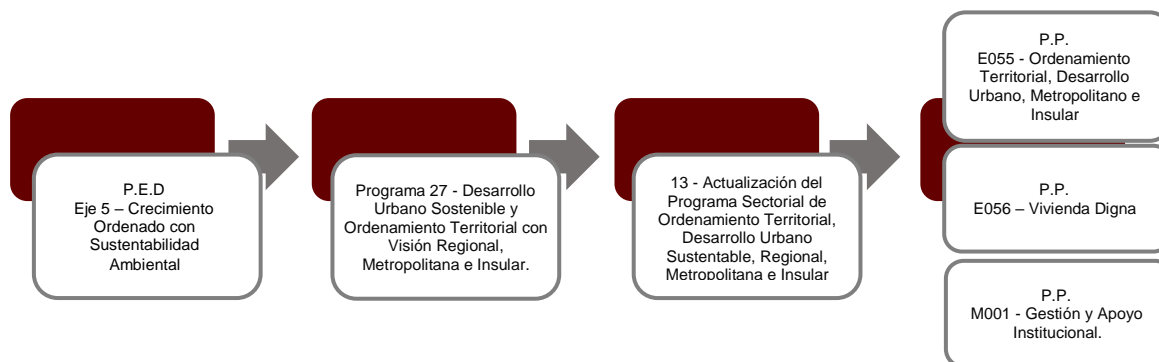 P.E.D
Eje 5 – Crecimiento
Ordenado con
Sustentabilidad
Ambiental
Programa 27 - Desarrollo
Urbano Sostenible y
Ordenamiento Territorial con
Visión Regional,
Metropolitana e Insular.
13 - Actualización del
Programa Sectorial de
Ordenamiento Territorial,
Desarrollo Urbano
Sustentable, Regional,
Metropolitana e Insular
P.P.
E055 - Ordenamiento
Territorial, Desarrollo
Urbano, Metropolitano e
Insular
P.P.
E056 – Vivienda Digna
P.P.
M001 - Gestión y Apoyo
Institucional.